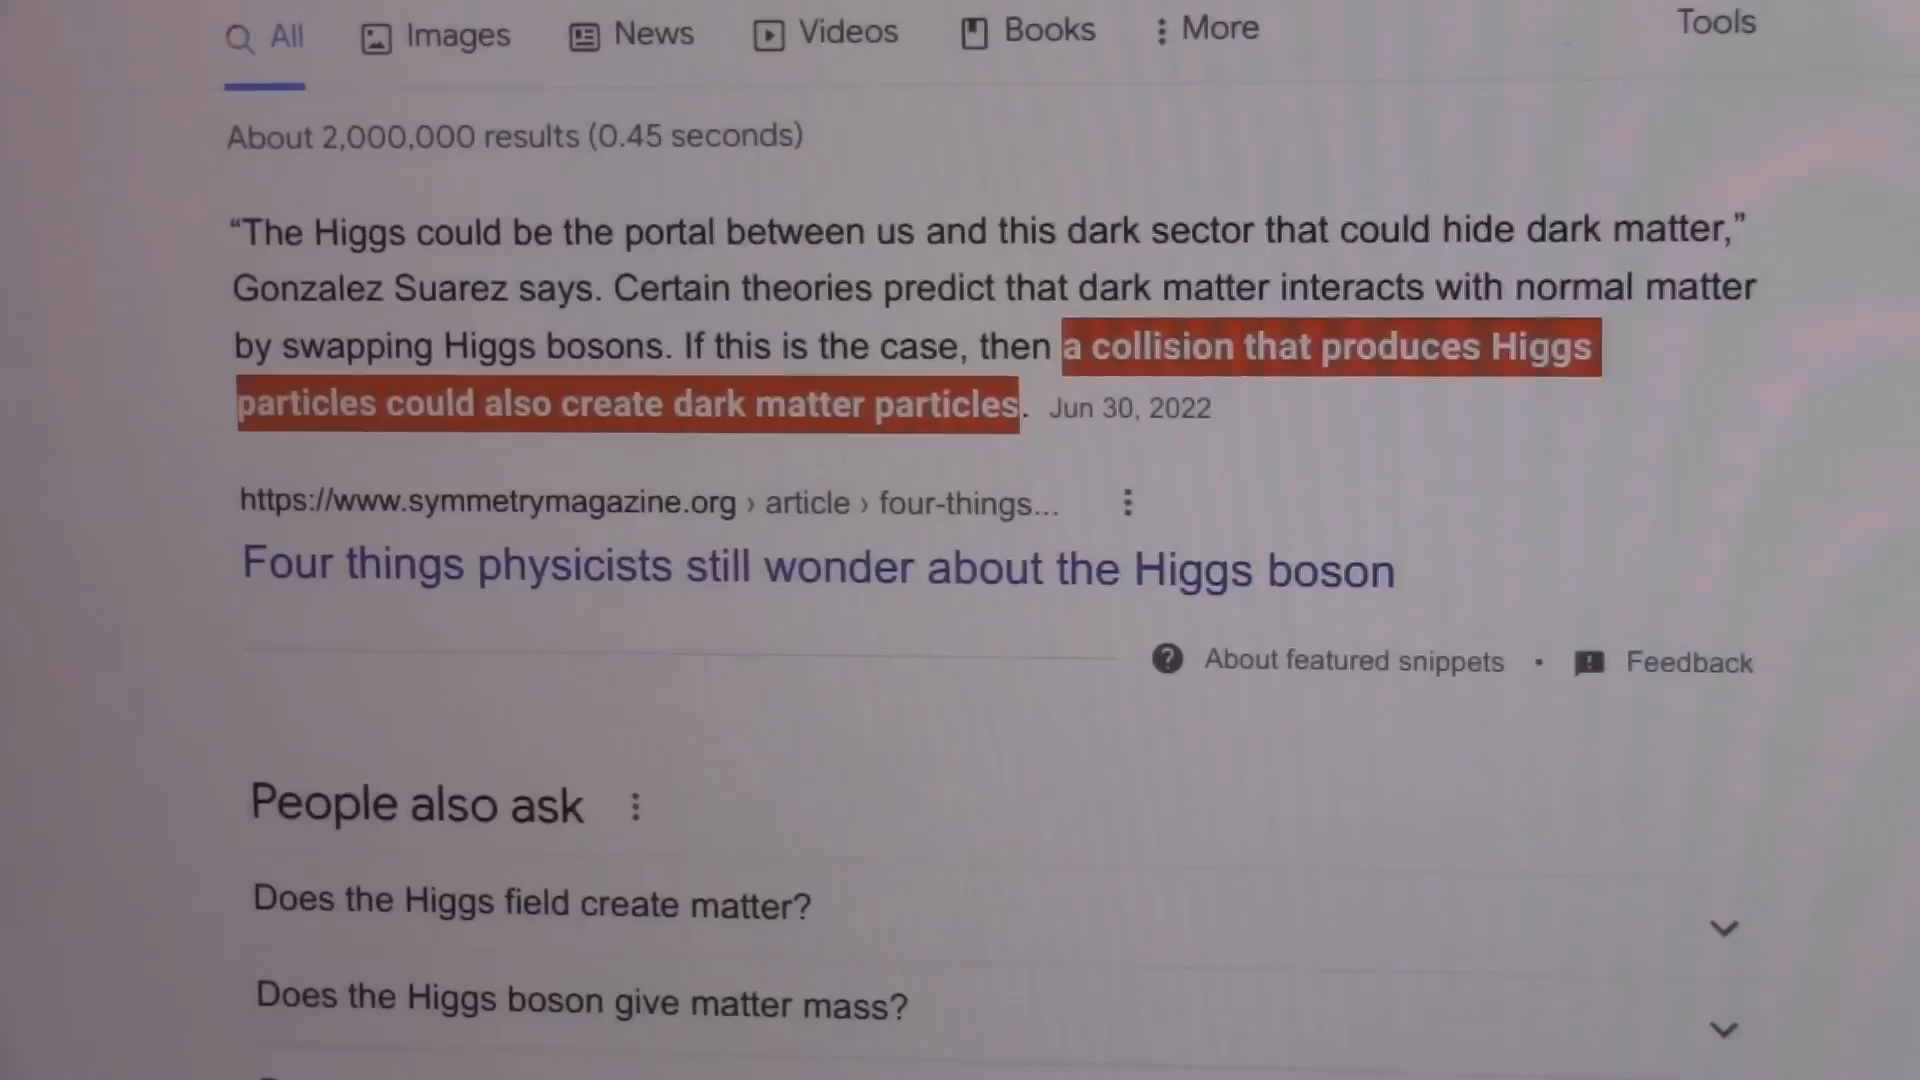 All Images News Videos Books More Tools
About 2,000,000 results (0.45 seconds)
“The Higgs could be the portal between us and this dark sector that could hide dark matter,”
Gonzalez Suarez says. Certain theories predict that dark matter interacts with normal matter
by swapping Higgs bosons. If this is the case, then a collision that produces Higgs
particles could also create dark matter particles. Jun 30, 2022
https://www.symmetrymagazine.org › article › four-things...
Four things physicists still wonder about the Higgs boson
About featured snippets • Feedback
People also ask
Does the Higgs field create matter?
Does the Higgs boson give matter mass?